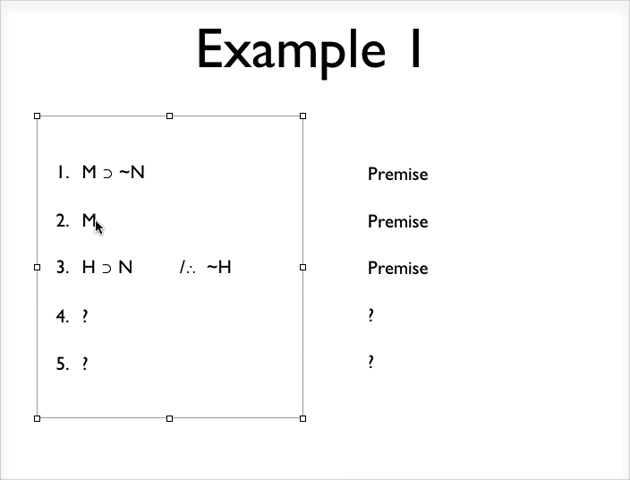 Example 1
1. M ⊃ ~N Premise
2. M Premise
3. H ⊃ N /∴ ~H Premise
4. ? ?
5. ? ?